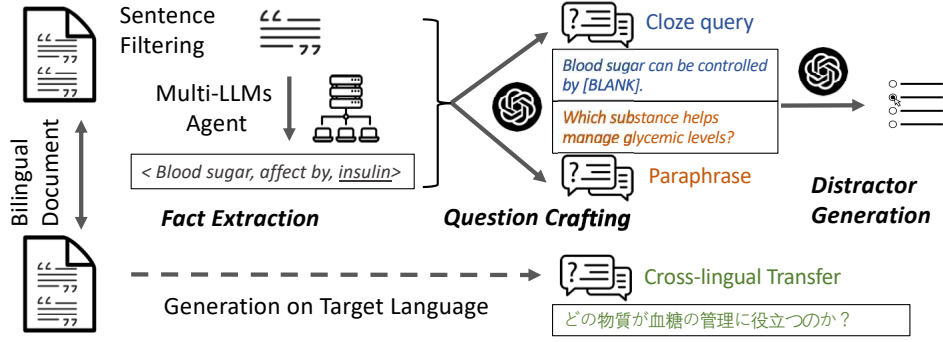 Sentence
Filtering
Multi-LLMs
Agent
< Blood sugar, affect by, insulin>
Fact Extraction
Bilingual
Document
Cloze query
Blood sugar can be controlled
by [BLANK].
Which substance helps
manage glycemic levels?
Paraphrase
Question Crafting
Distractor
Generation
Generation on Target Language
Cross-lingual Transfer
どの物質が血糖の管理に役立つのか？